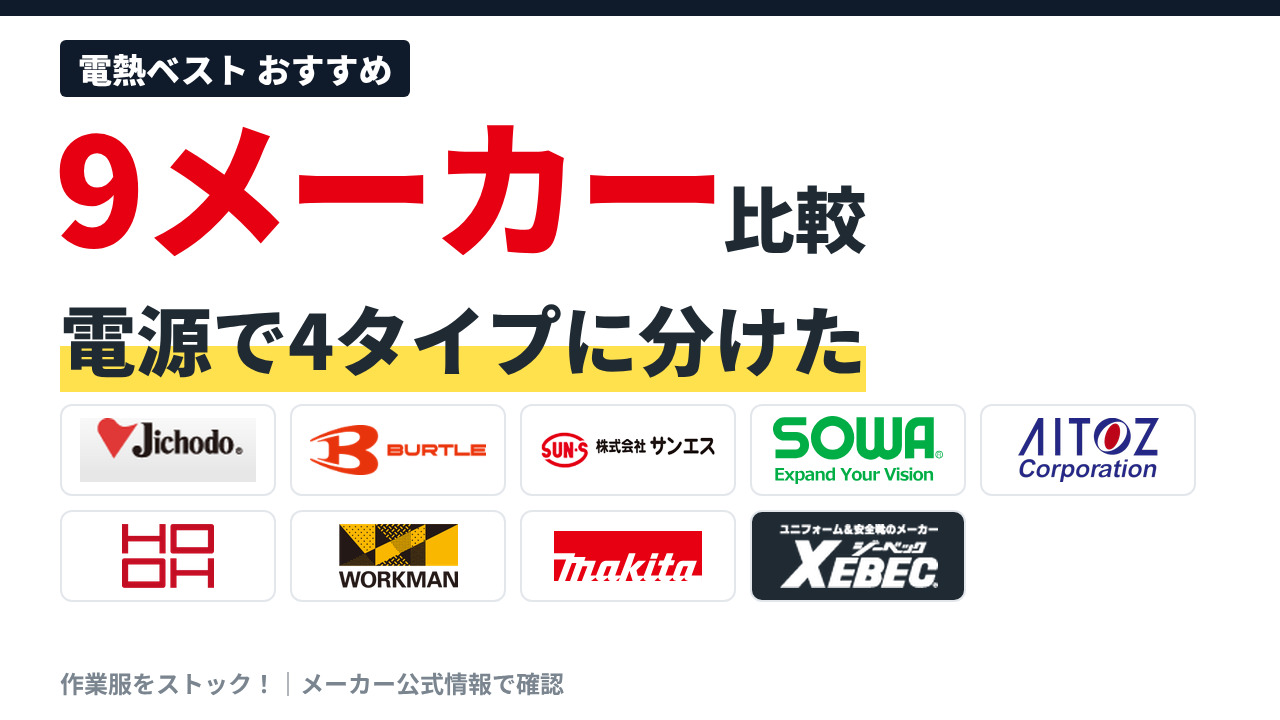 電熱ベスト おすすめ
9メーカー比較
電源で4タイプに分けた
Jichodo®
BURTLE
SUN-S 株式会社 サンエス
SOWA®
Expand Your Vision
AITOZ
Corporation
HOOH
WORKMAN
makita
ユニフォーム&安全靴のメーカー
ジーベック
XEBEC®
作業服をストック!|メーカー公式情報で確認